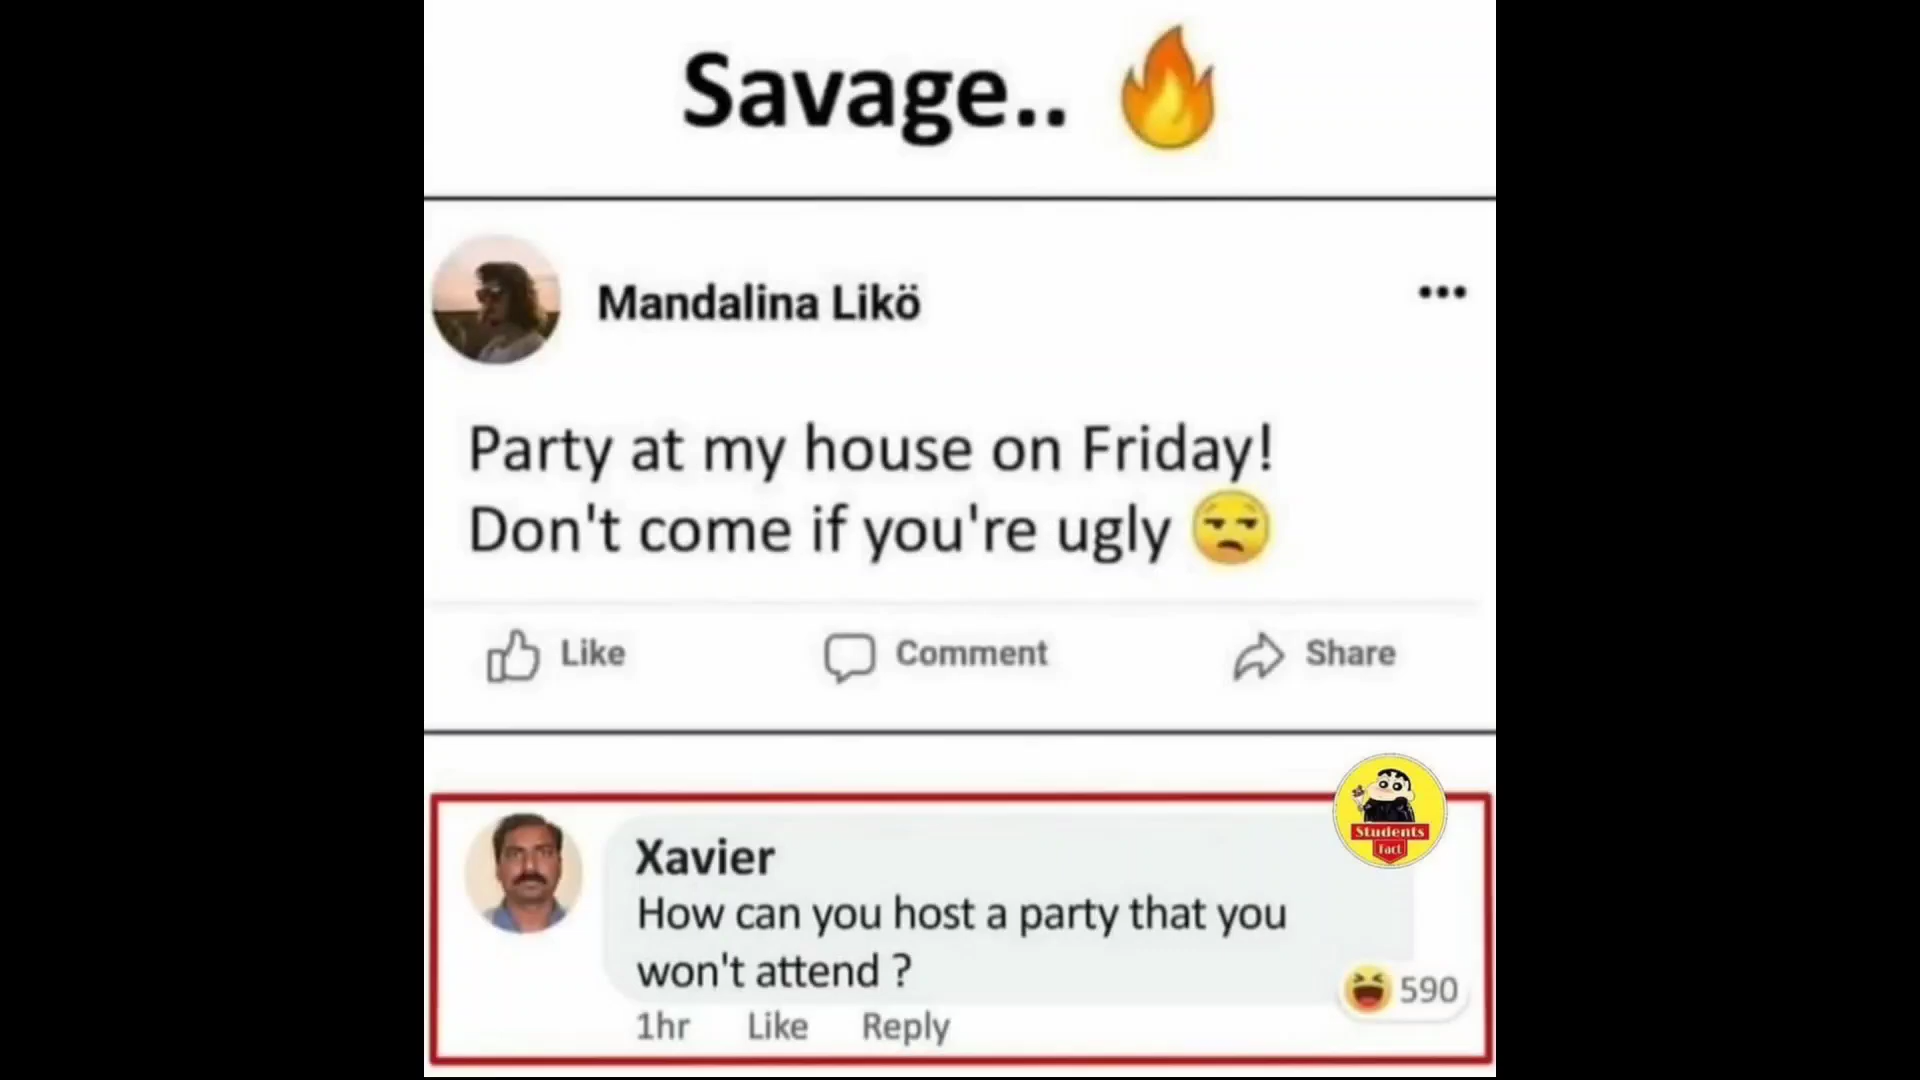 Savage.. 🔥
Mandalina Likö
Party at my house on Friday!
Don't come if you're ugly 😒
Like
Comment
Share
Students
Fact
Xavier
How can you host a party that you
won't attend ?
590
1hr Like Reply